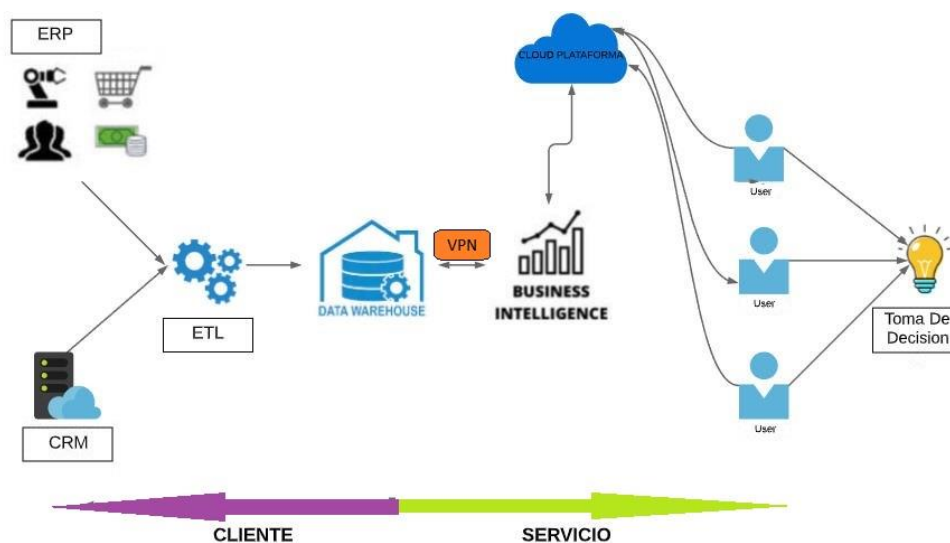 ERP
CLOUD PLATAFORMA
User
VPN
User
BUSINESS
INTELLIGENCE
DATA WAREHOUSE
ETL
Toma De
Decision
User
CRM
CLIENTE
SERVICIO